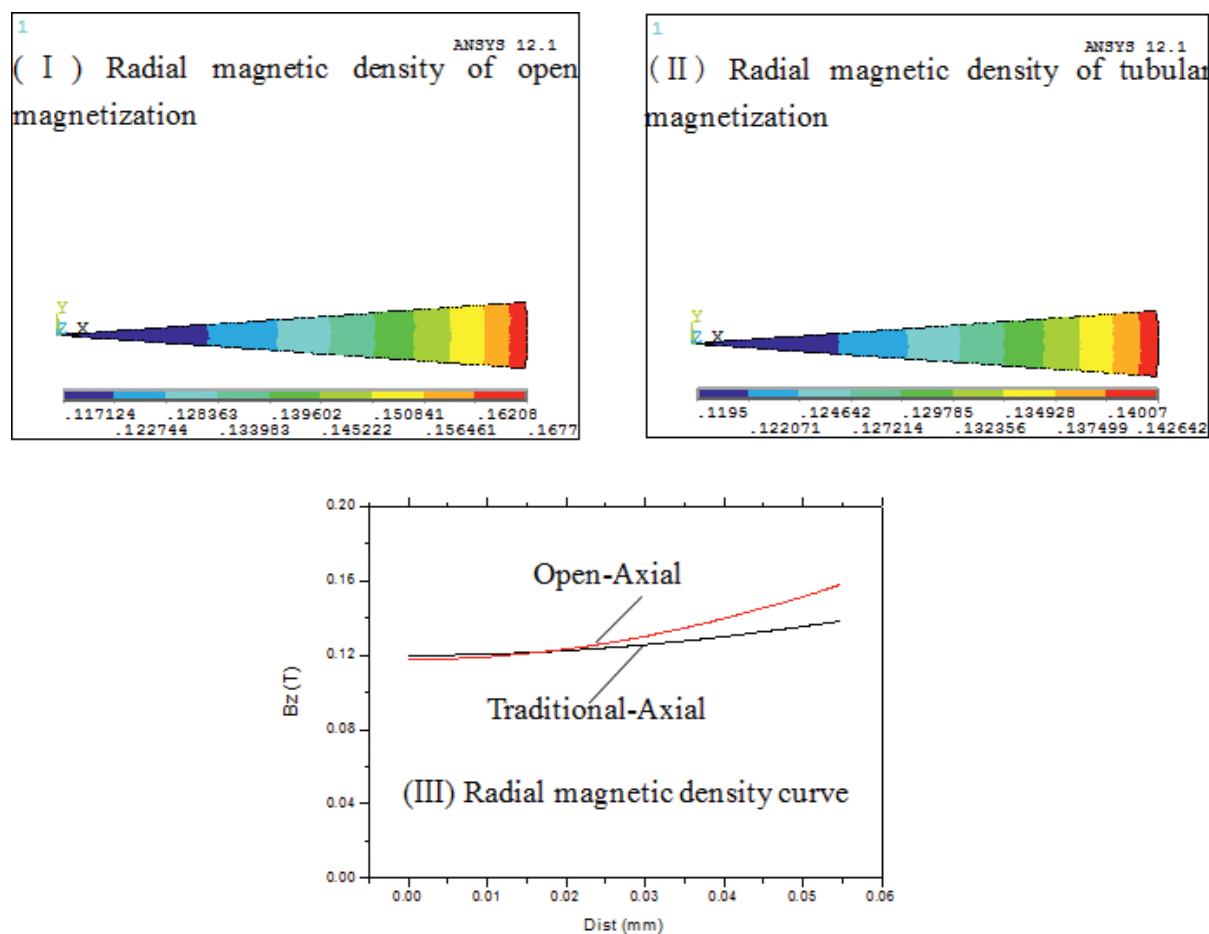 1
ANSYS 12.1
( Ⅰ ) Radial magnetic density of open
magnetization
Y
Z X
.117124 .128363 .139602 .150841 .16208
.122744 .133983 .145222 .156461 .1677
1
ANSYS 12.1
(Ⅱ) Radial magnetic density of tubular
magnetization
Y
Z X
.1195 .124642 .129785 .134928 .14007
.122071 .127214 .132356 .137499 .142642
0.20
0.16
0.12
0.08
0.04
0.00
Bz (T)
Open-Axial
Traditional-Axial
(Ⅲ) Radial magnetic density curve
0.00 0.01 0.02 0.03 0.04 0.05 0.06
Dist (mm)